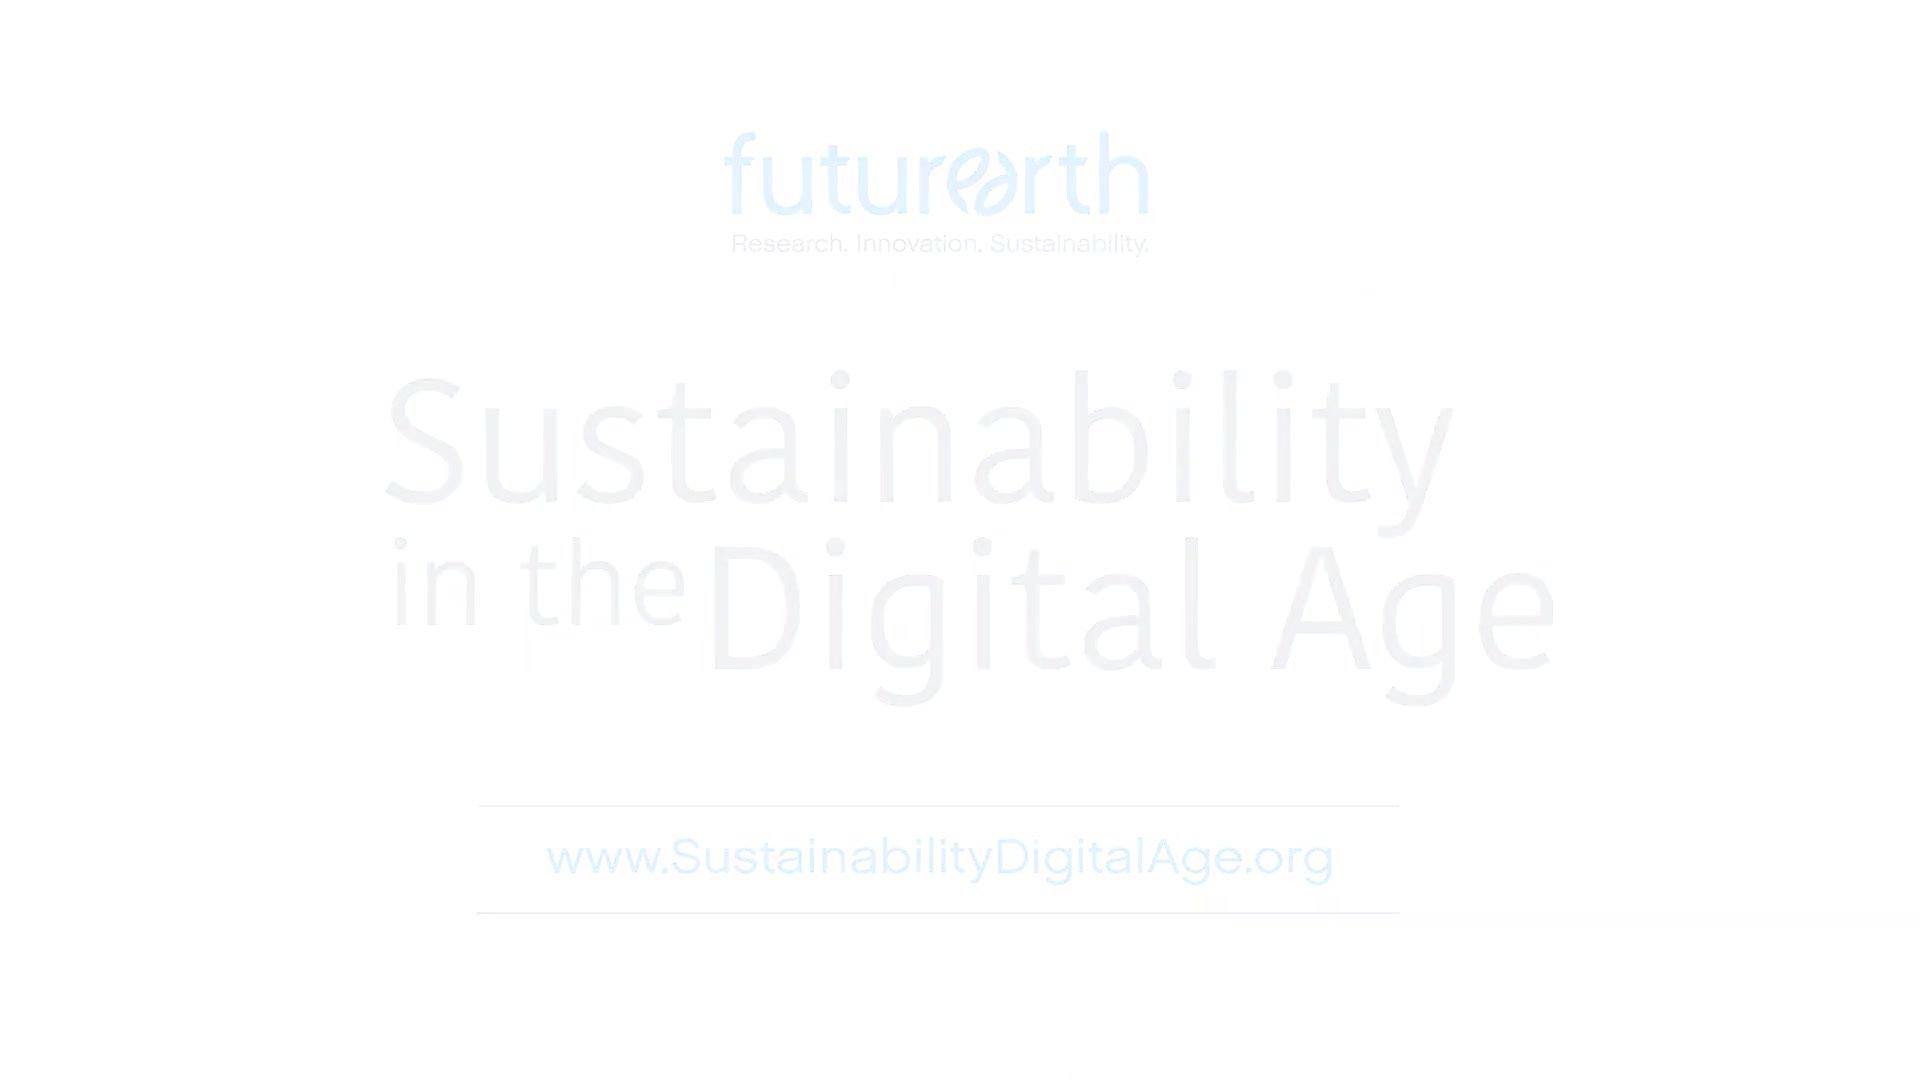 futurearth
Research. Innovation. Sustainability.
Sustainability
in the Digital Age
www.SustainabilityDigitalAge.org